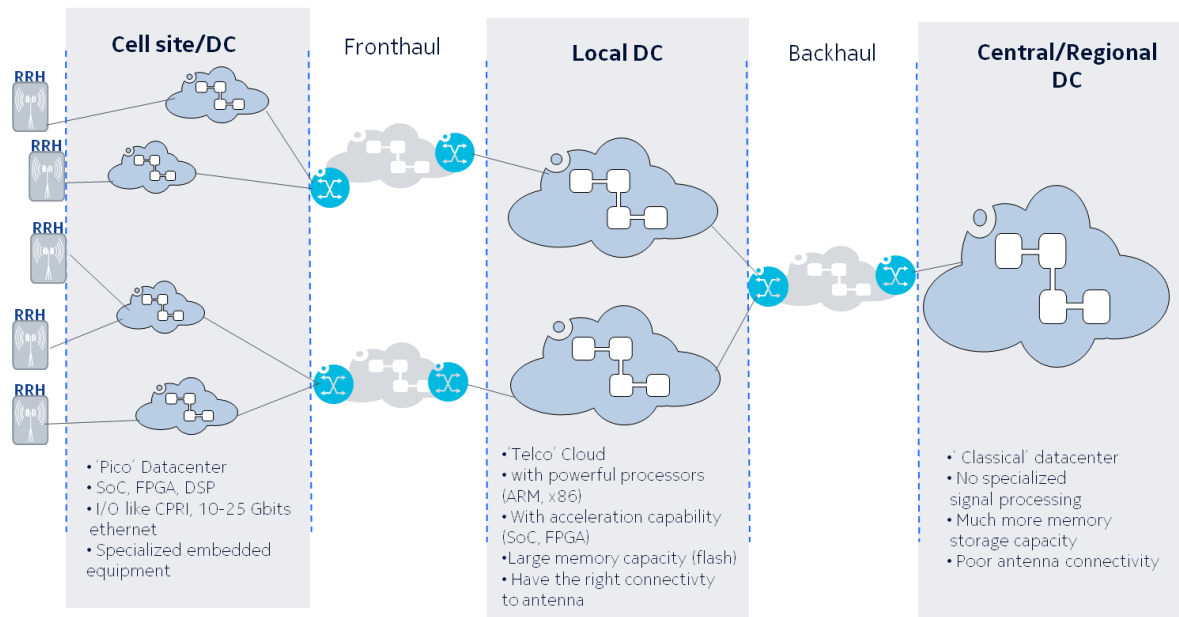 Cell site/DC
Fronthaul
Local DC
Backhaul
Central/Regional
DC
RRH
RRH
RRH
RRH
RRH
• 'Pico' Datacenter
• SoC, FPGA, DSP
• I/O like CPRI, 10-25 Gbits
ethernet
• Specialized embedded
equipment
• 'Telco' Cloud
• with powerful processors
(ARM, x86)
• With acceleration capability
(SoC, FPGA)
• Large memory capacity (flash)
• Have the right connectivty
to antenna
• ' Classical' datacenter
• No specialized
signal processing
• Much more memory
storage capacity
• Poor antenna connectivity